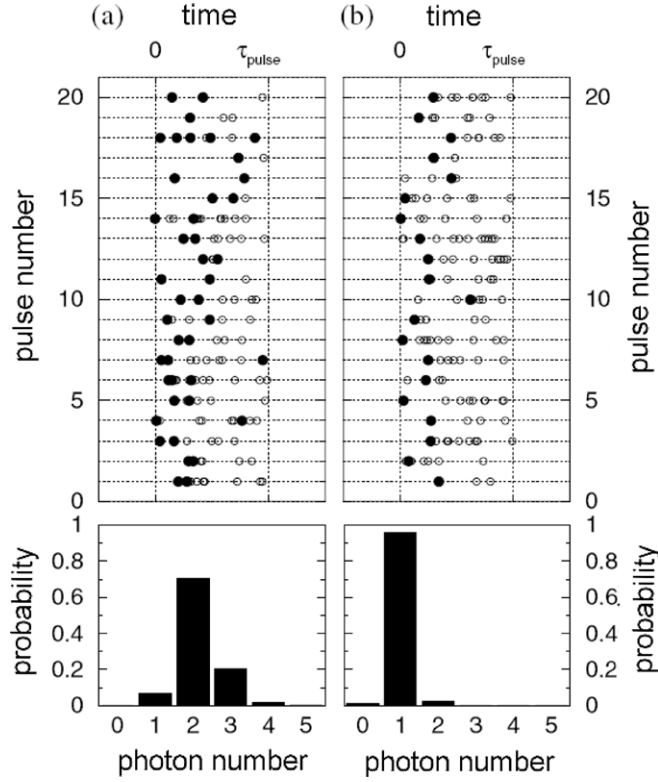 (a) time (b) time
0 τpulse 0 τpulse
20 20
15 15
10 10
5 5
0 0
pulse number pulse number
1 1
0.8 0.8
0.6 0.6
0.4 0.4
0.2 0.2
0 0
probability probability
0 1 2 3 4 5 0 1 2 3 4 5
photon number photon number